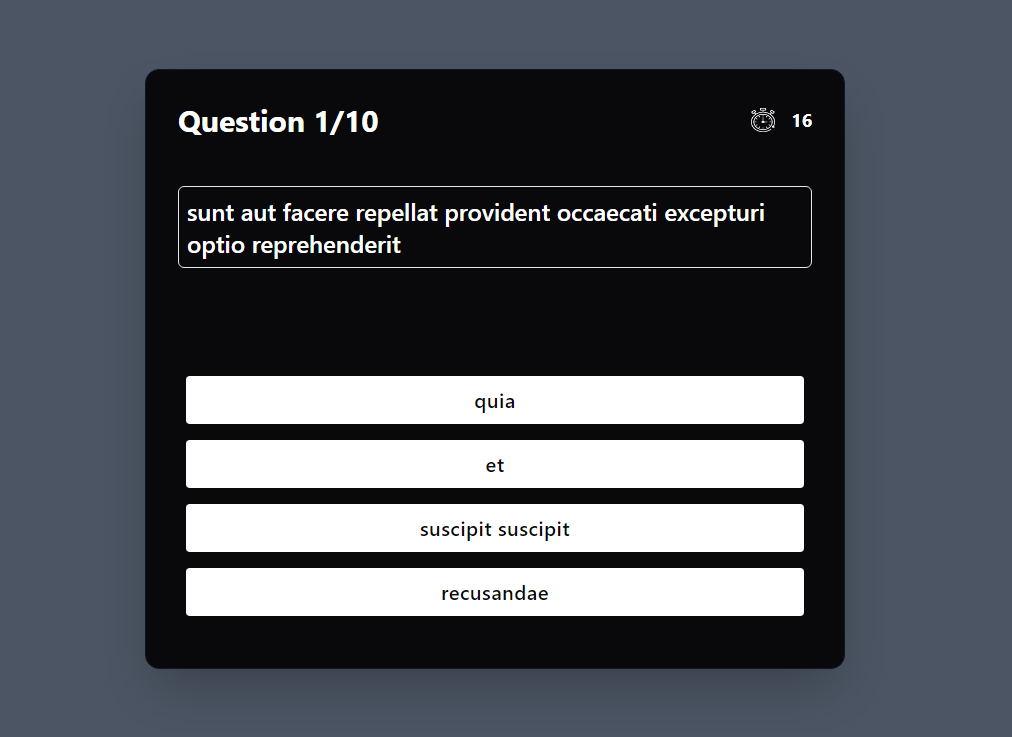 Question 1/10
16
sunt aut facere repellat provident occaecati excepturi
optio reprehenderit
quia
et
suscipit suscipit
recusandae